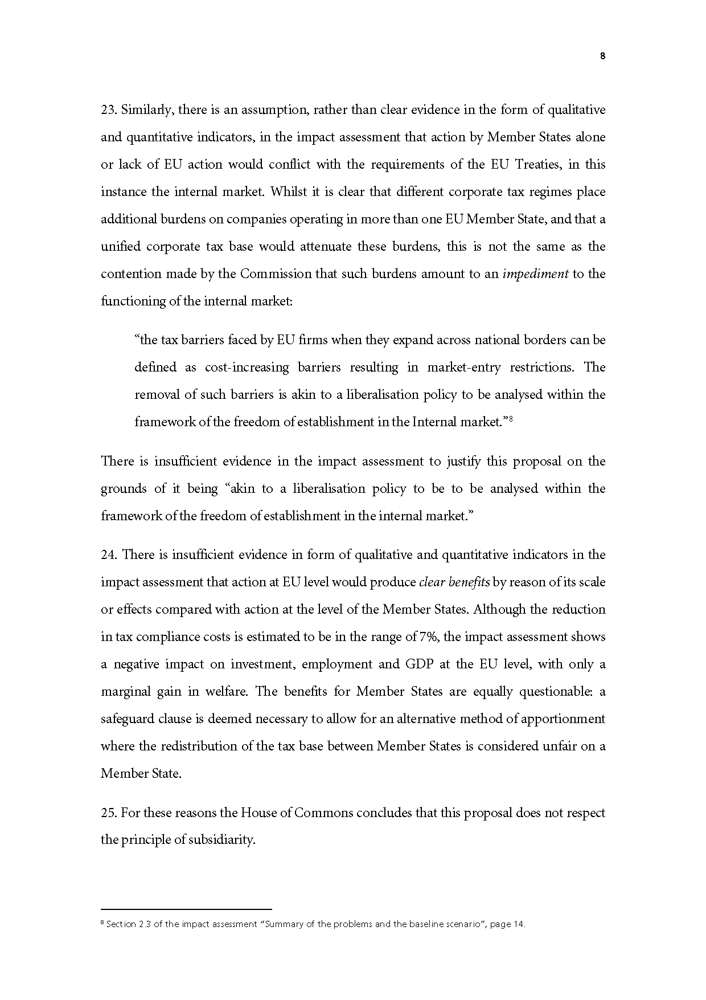 8
23. Similarly, there is an assumption, rather than clear evidence in the form of qualitative
and quantitative indicators, in the impact assessment that action by Member States alone
or lack of EU action would conflict with the requirements of the EU Treaties, in this
instance the internal market. Whilst it is clear that different corporate tax regimes place
additional burdens on companies operating in more than one EU Member State, and that a
unified corporate tax base would attenuate these burdens, this is not the same as the
contention made by the Commission that such burdens amount to an impediment to the
functioning of the internal market:
“the tax barriers faced by EU firms when they expand across national borders can be
defined as cost-increasing barriers resulting in market-entry restrictions. The
removal of such barriers is akin to a liberalisation policy to be analysed within the
framework of the freedom of establishment in the Internal market.”8
There is insufficient evidence in the impact assessment to justify this proposal on the
grounds of it being “akin to a liberalisation policy to be to be analysed within the
framework of the freedom of establishment in the internal market.”
24. There is insufficient evidence in form of qualitative and quantitative indicators in the
impact assessment that action at EU level would produce clear benefits by reason of its scale
or effects compared with action at the level of the Member States. Although the reduction
in tax compliance costs is estimated to be in the range of 7%, the impact assessment shows
a negative impact on investment, employment and GDP at the EU level, with only a
marginal gain in welfare. The benefits for Member States are equally questionable: a
safeguard clause is deemed necessary to allow for an alternative method of apportionment
where the redistribution of the tax base between Member States is considered unfair on a
Member State.
25. For these reasons the House of Commons concludes that this proposal does not respect
the principle of subsidiarity.
8 Section 2.3 of the impact assessment “Summary of the problems and the baseline scenario”, page 14.